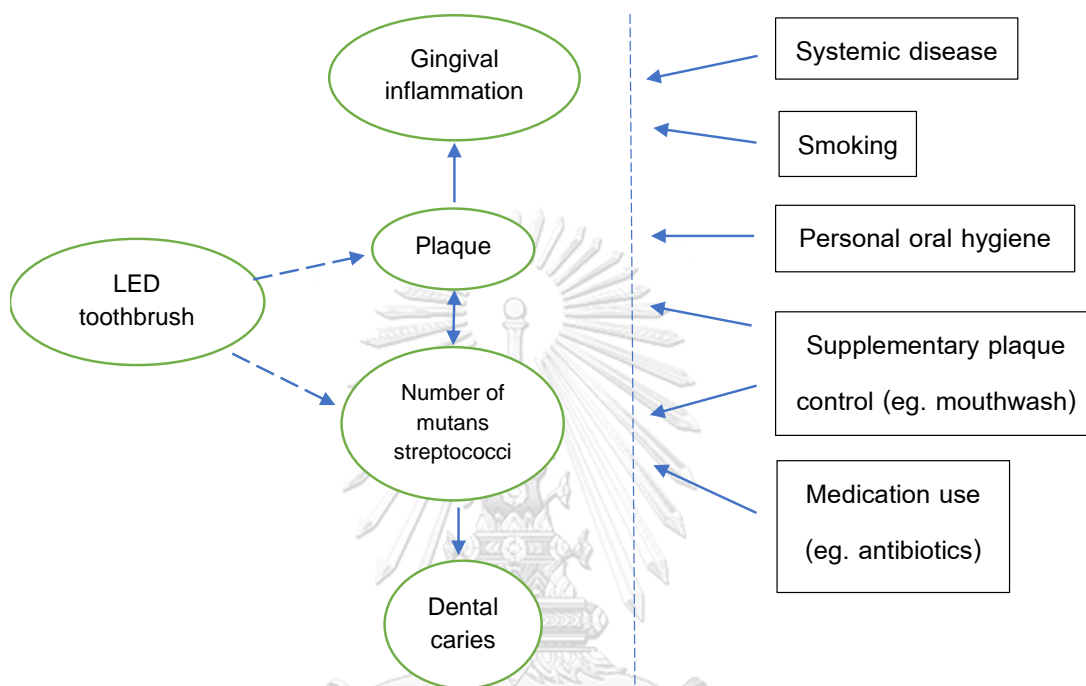 Gingival
inflammation
Plaque
LED
toothbrush
Number of
mutans
streptococci
Dental
caries
Systemic disease
Smoking
Personal oral hygiene
Supplementary plaque
control (eg. mouthwash)
Medication use
(eg. antibiotics)